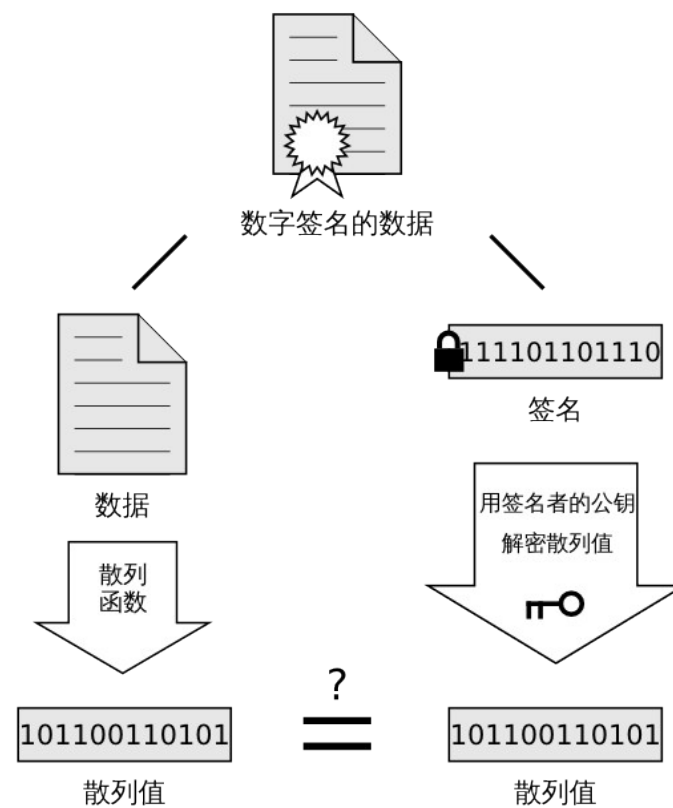 数字签名的数据
111101101110
签名
数据
用签名者的公钥
解密散列值
散列
函数
?
=
101100110101
101100110101
散列值
散列值